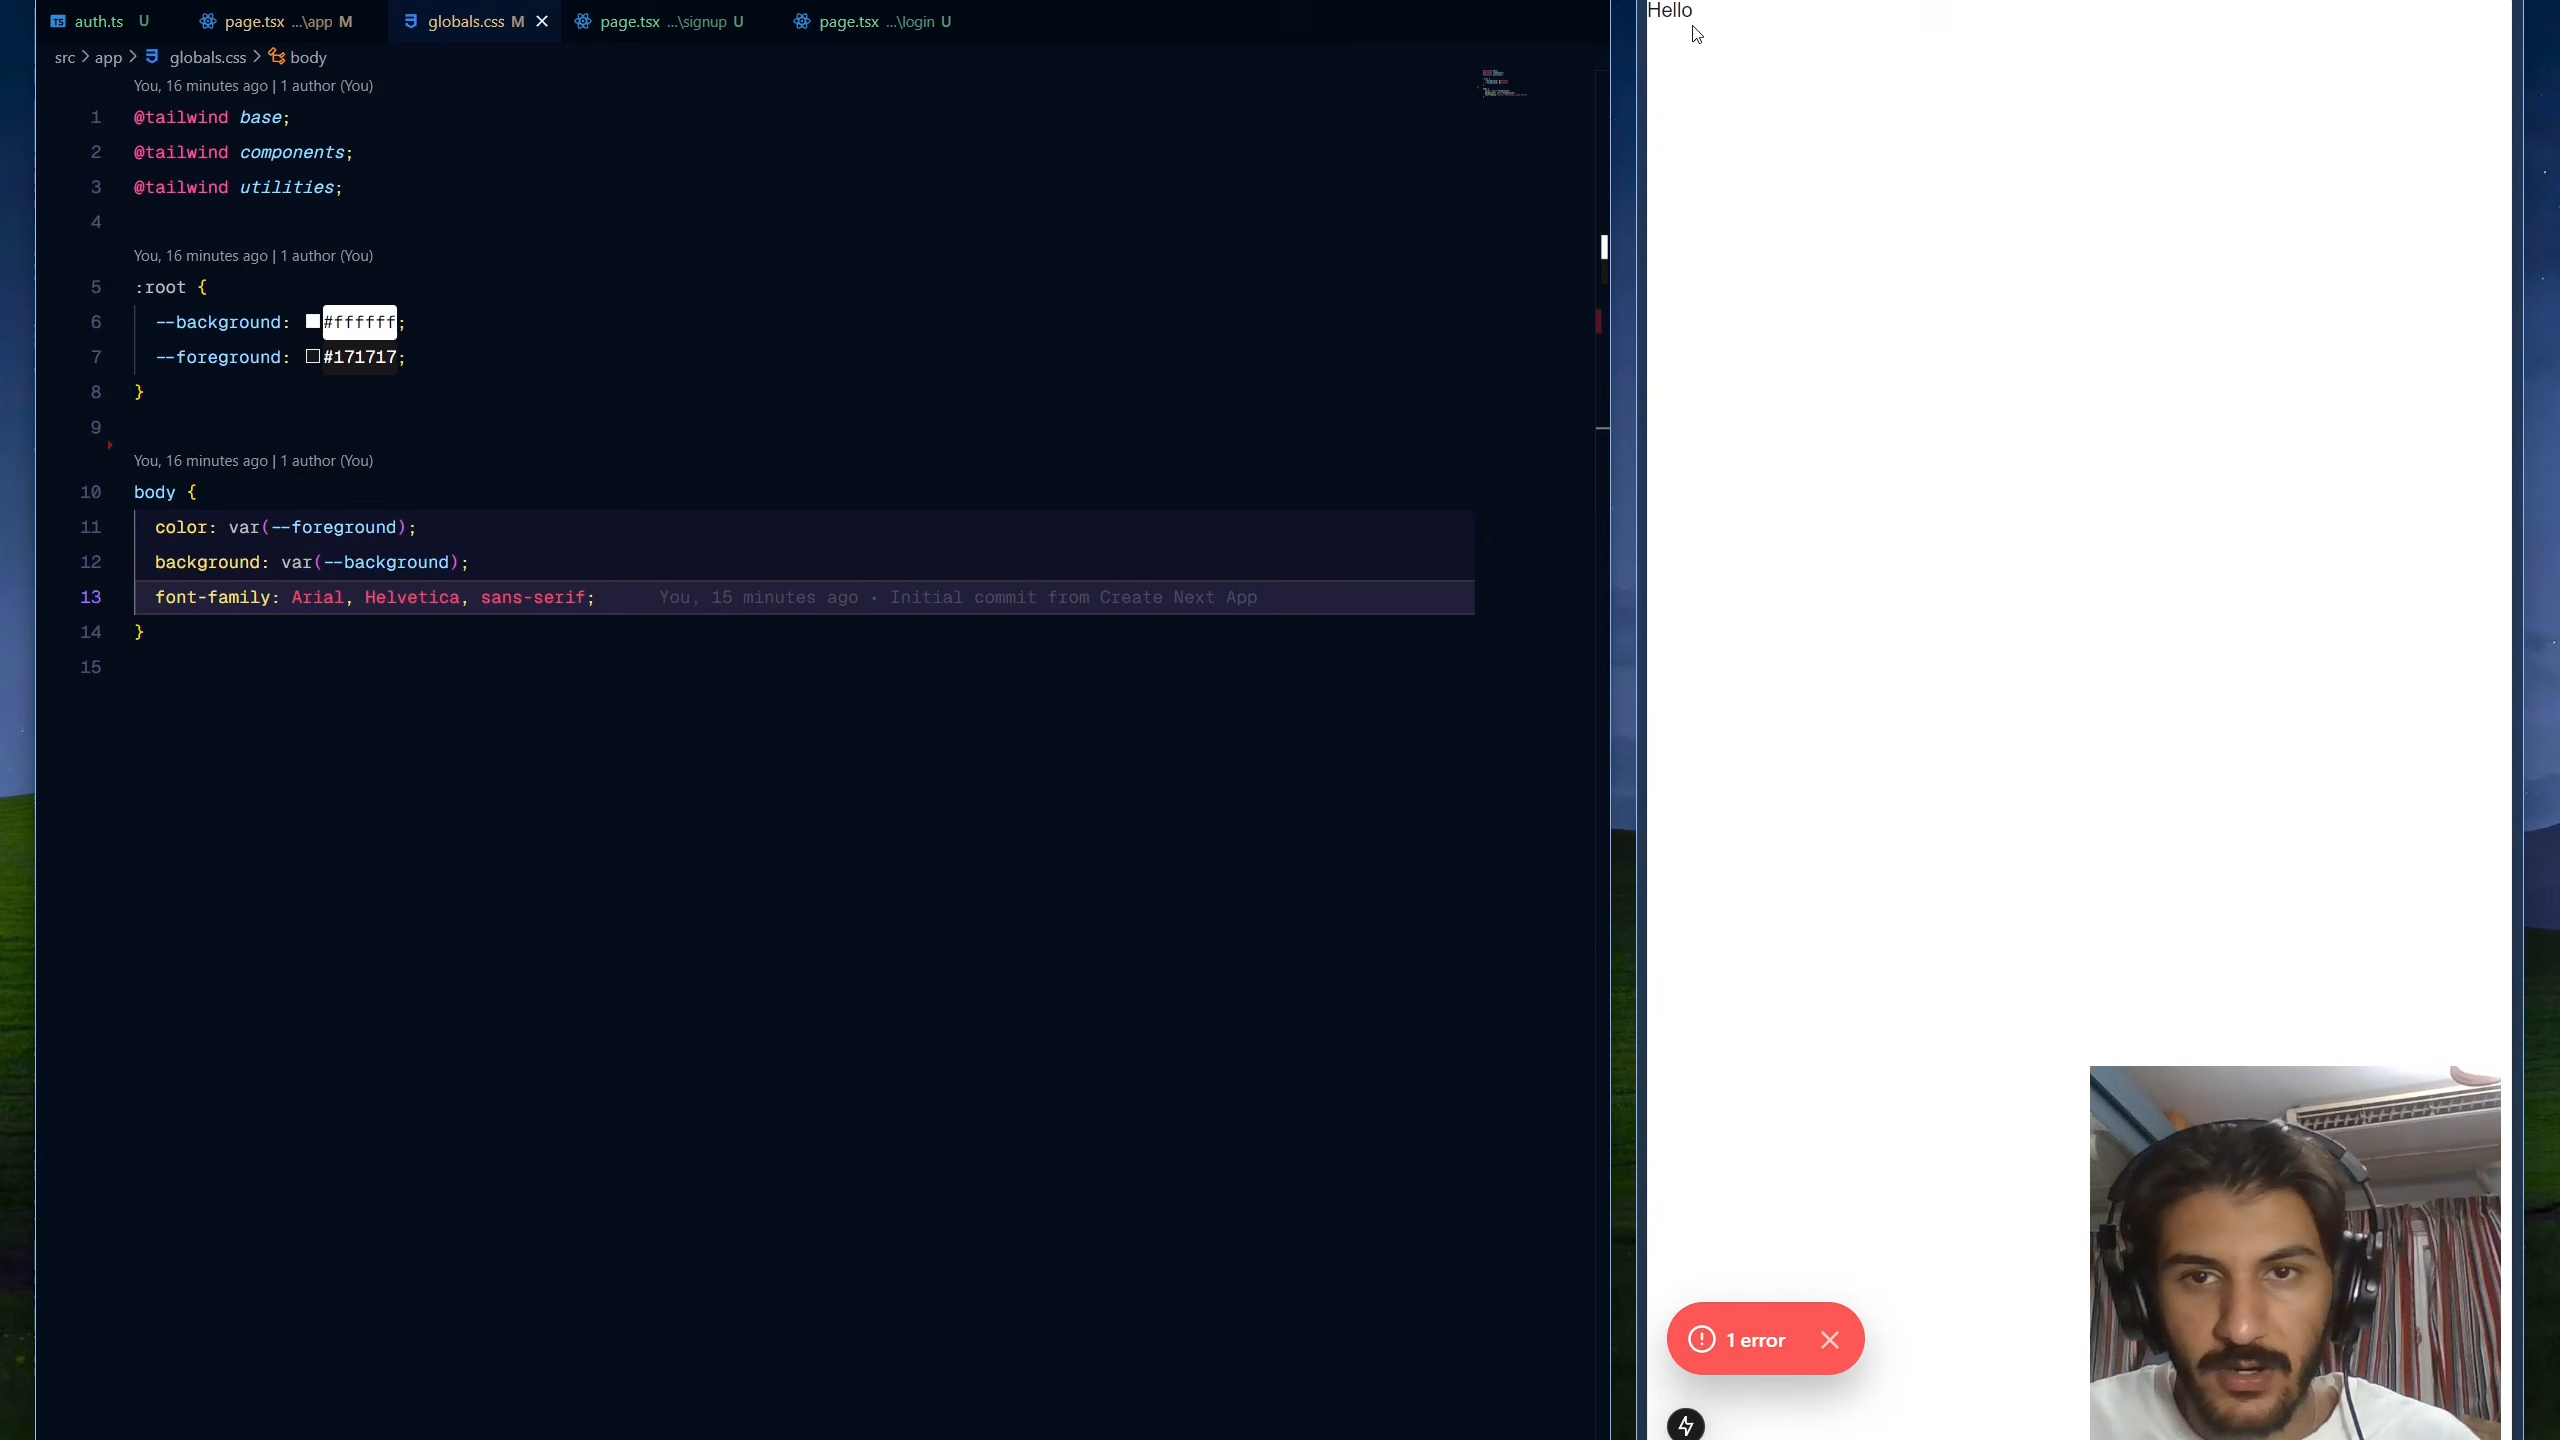 auth.ts U page.tsx ...\app M globals.css M page.tsx ...\signup U page.tsx ...\login U
src > app > globals.css > body
You, 16 minutes ago | 1 author (You)
1 @tailwind base;
2 @tailwind components;
3 @tailwind utilities;
4
You, 16 minutes ago | 1 author (You)
5 :root {
6 --background: #ffffff;
7 --foreground: #171717;
8 }
9
You, 16 minutes ago | 1 author (You)
10 body {
11 color: var(--foreground);
12 background: var(--background);
13 font-family: Arial, Helvetica, sans-serif; You, 15 minutes ago • Initial commit from Create Next App
14 }
15
Hello
1 error